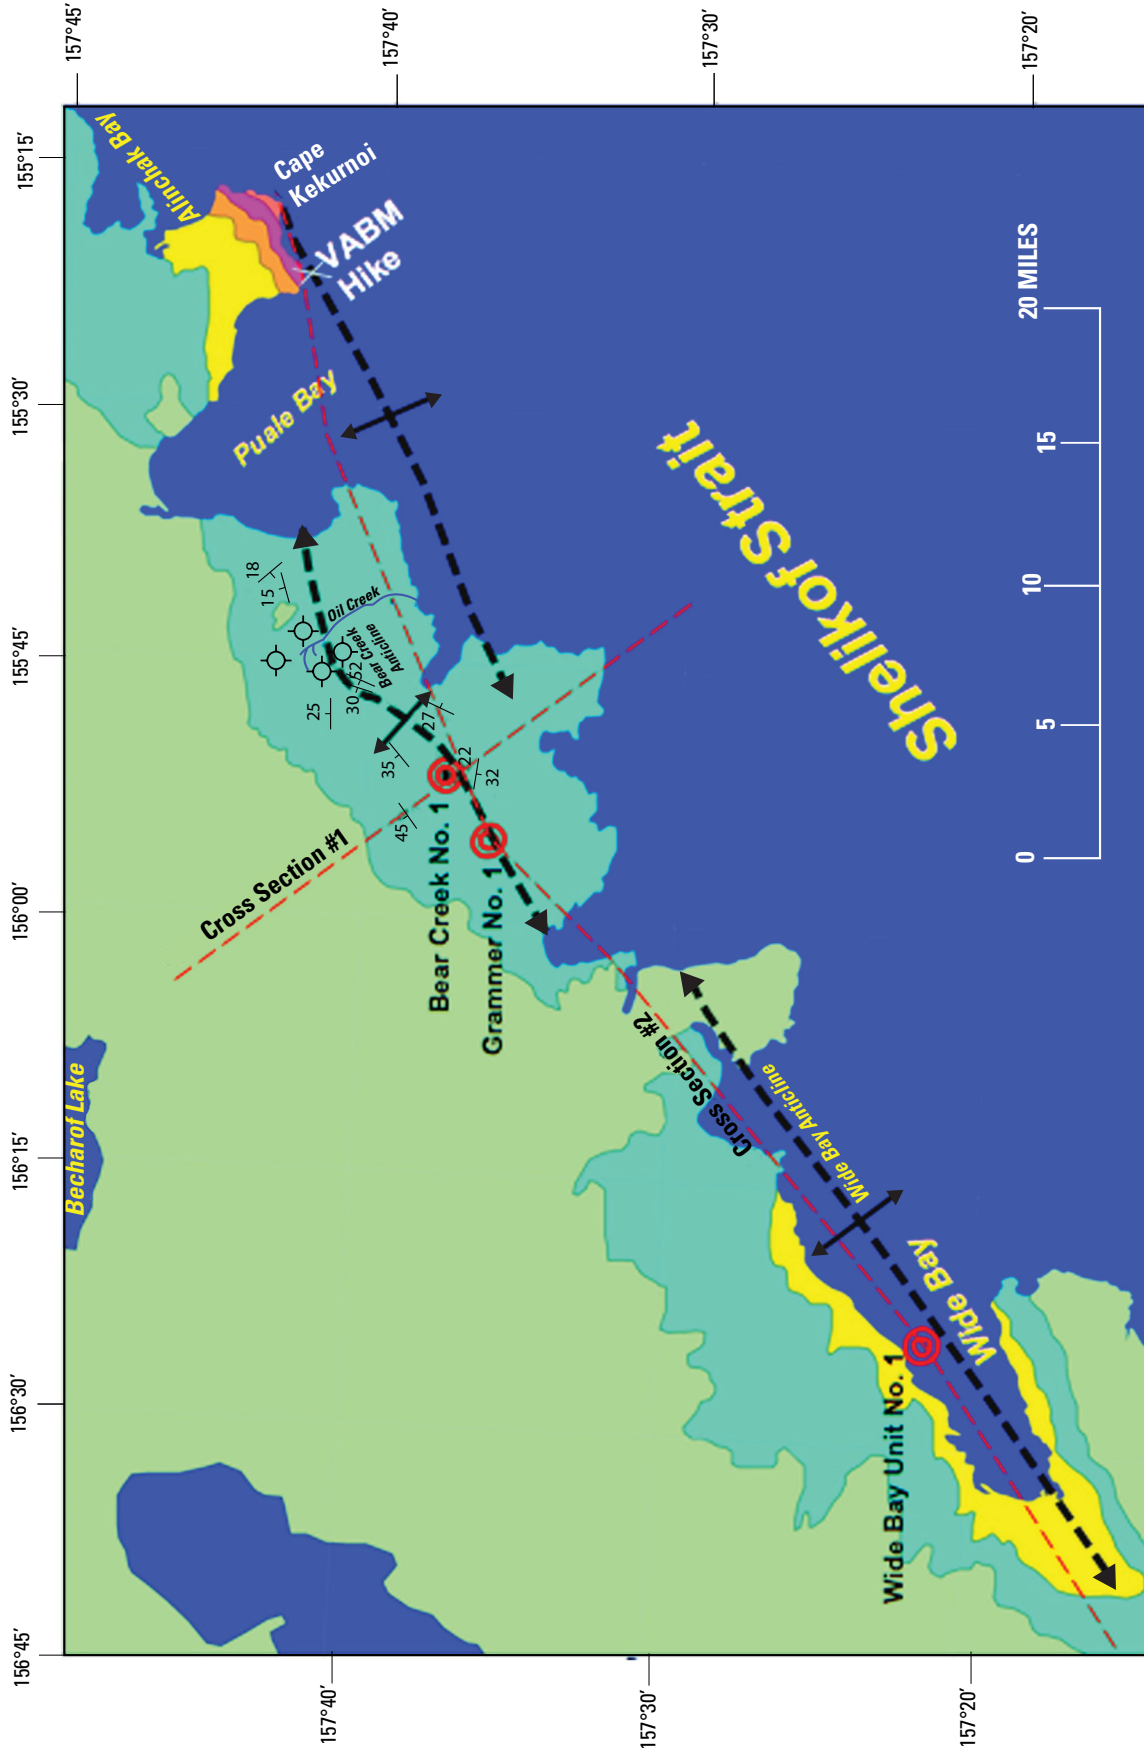 156°45′
156°30′
156°15′
156°00′
155°45′
155°30′
155°15′
157°45′
157°40′
157°40′
157°30′
157°30′
157°20′
157°20′
Becharof Lake
Alinchak Bay
Cape
Kekurnoi
VABM
Hike
Puale Bay
18
15
Oil Creek
Bear Creek
Anticline
52
30
25
27
35
22
32
45
Cross Section #1
Bear Creek No. 1
Grammer No. 1
Cross Section #2
Wide Bay Anticline
Wide Bay
Wide Bay Unit No. 1
Shelikof Strait
0
5
10
15
20 MILES